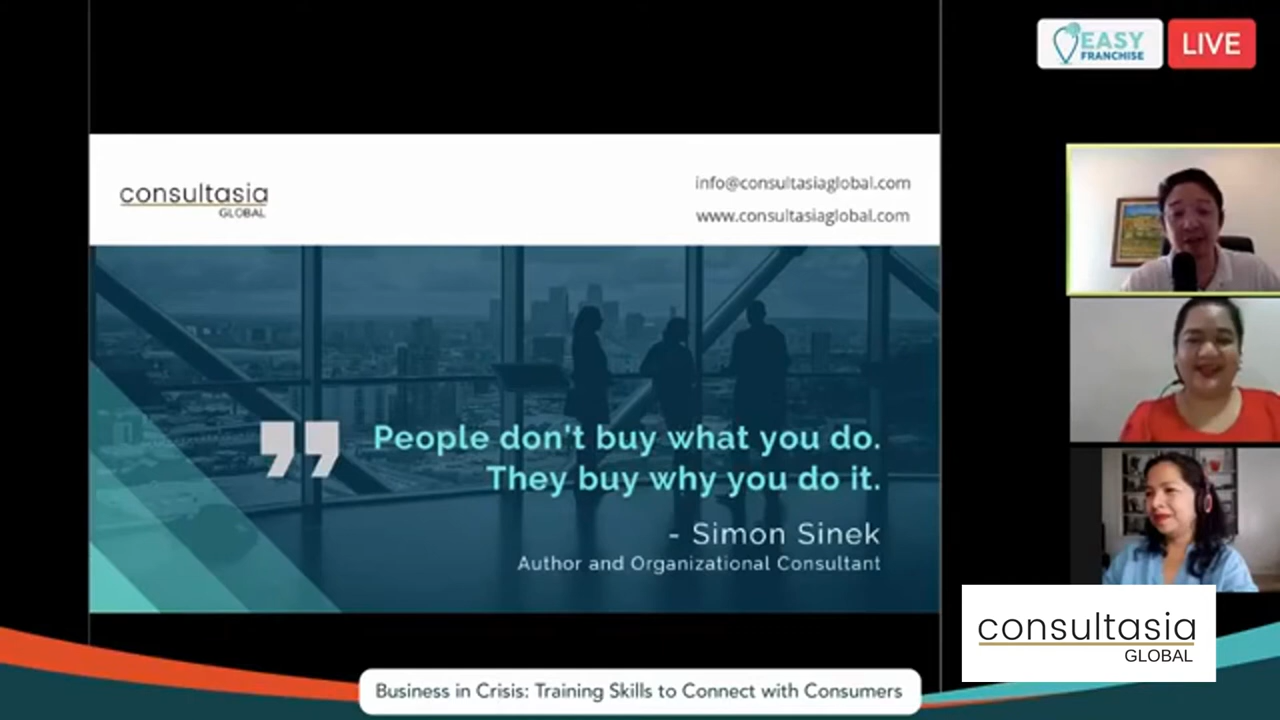 EASY
FRANCHISE
LIVE
consultasia
GLOBAL
info@consultasiaglobal.com
www.consultasiaglobal.com
People don't buy what you do.
They buy why you do it.
- Simon Sinek
Author and Organizational Consultant
consultasia
GLOBAL
Business in Crisis: Training Skills to Connect with Consumers